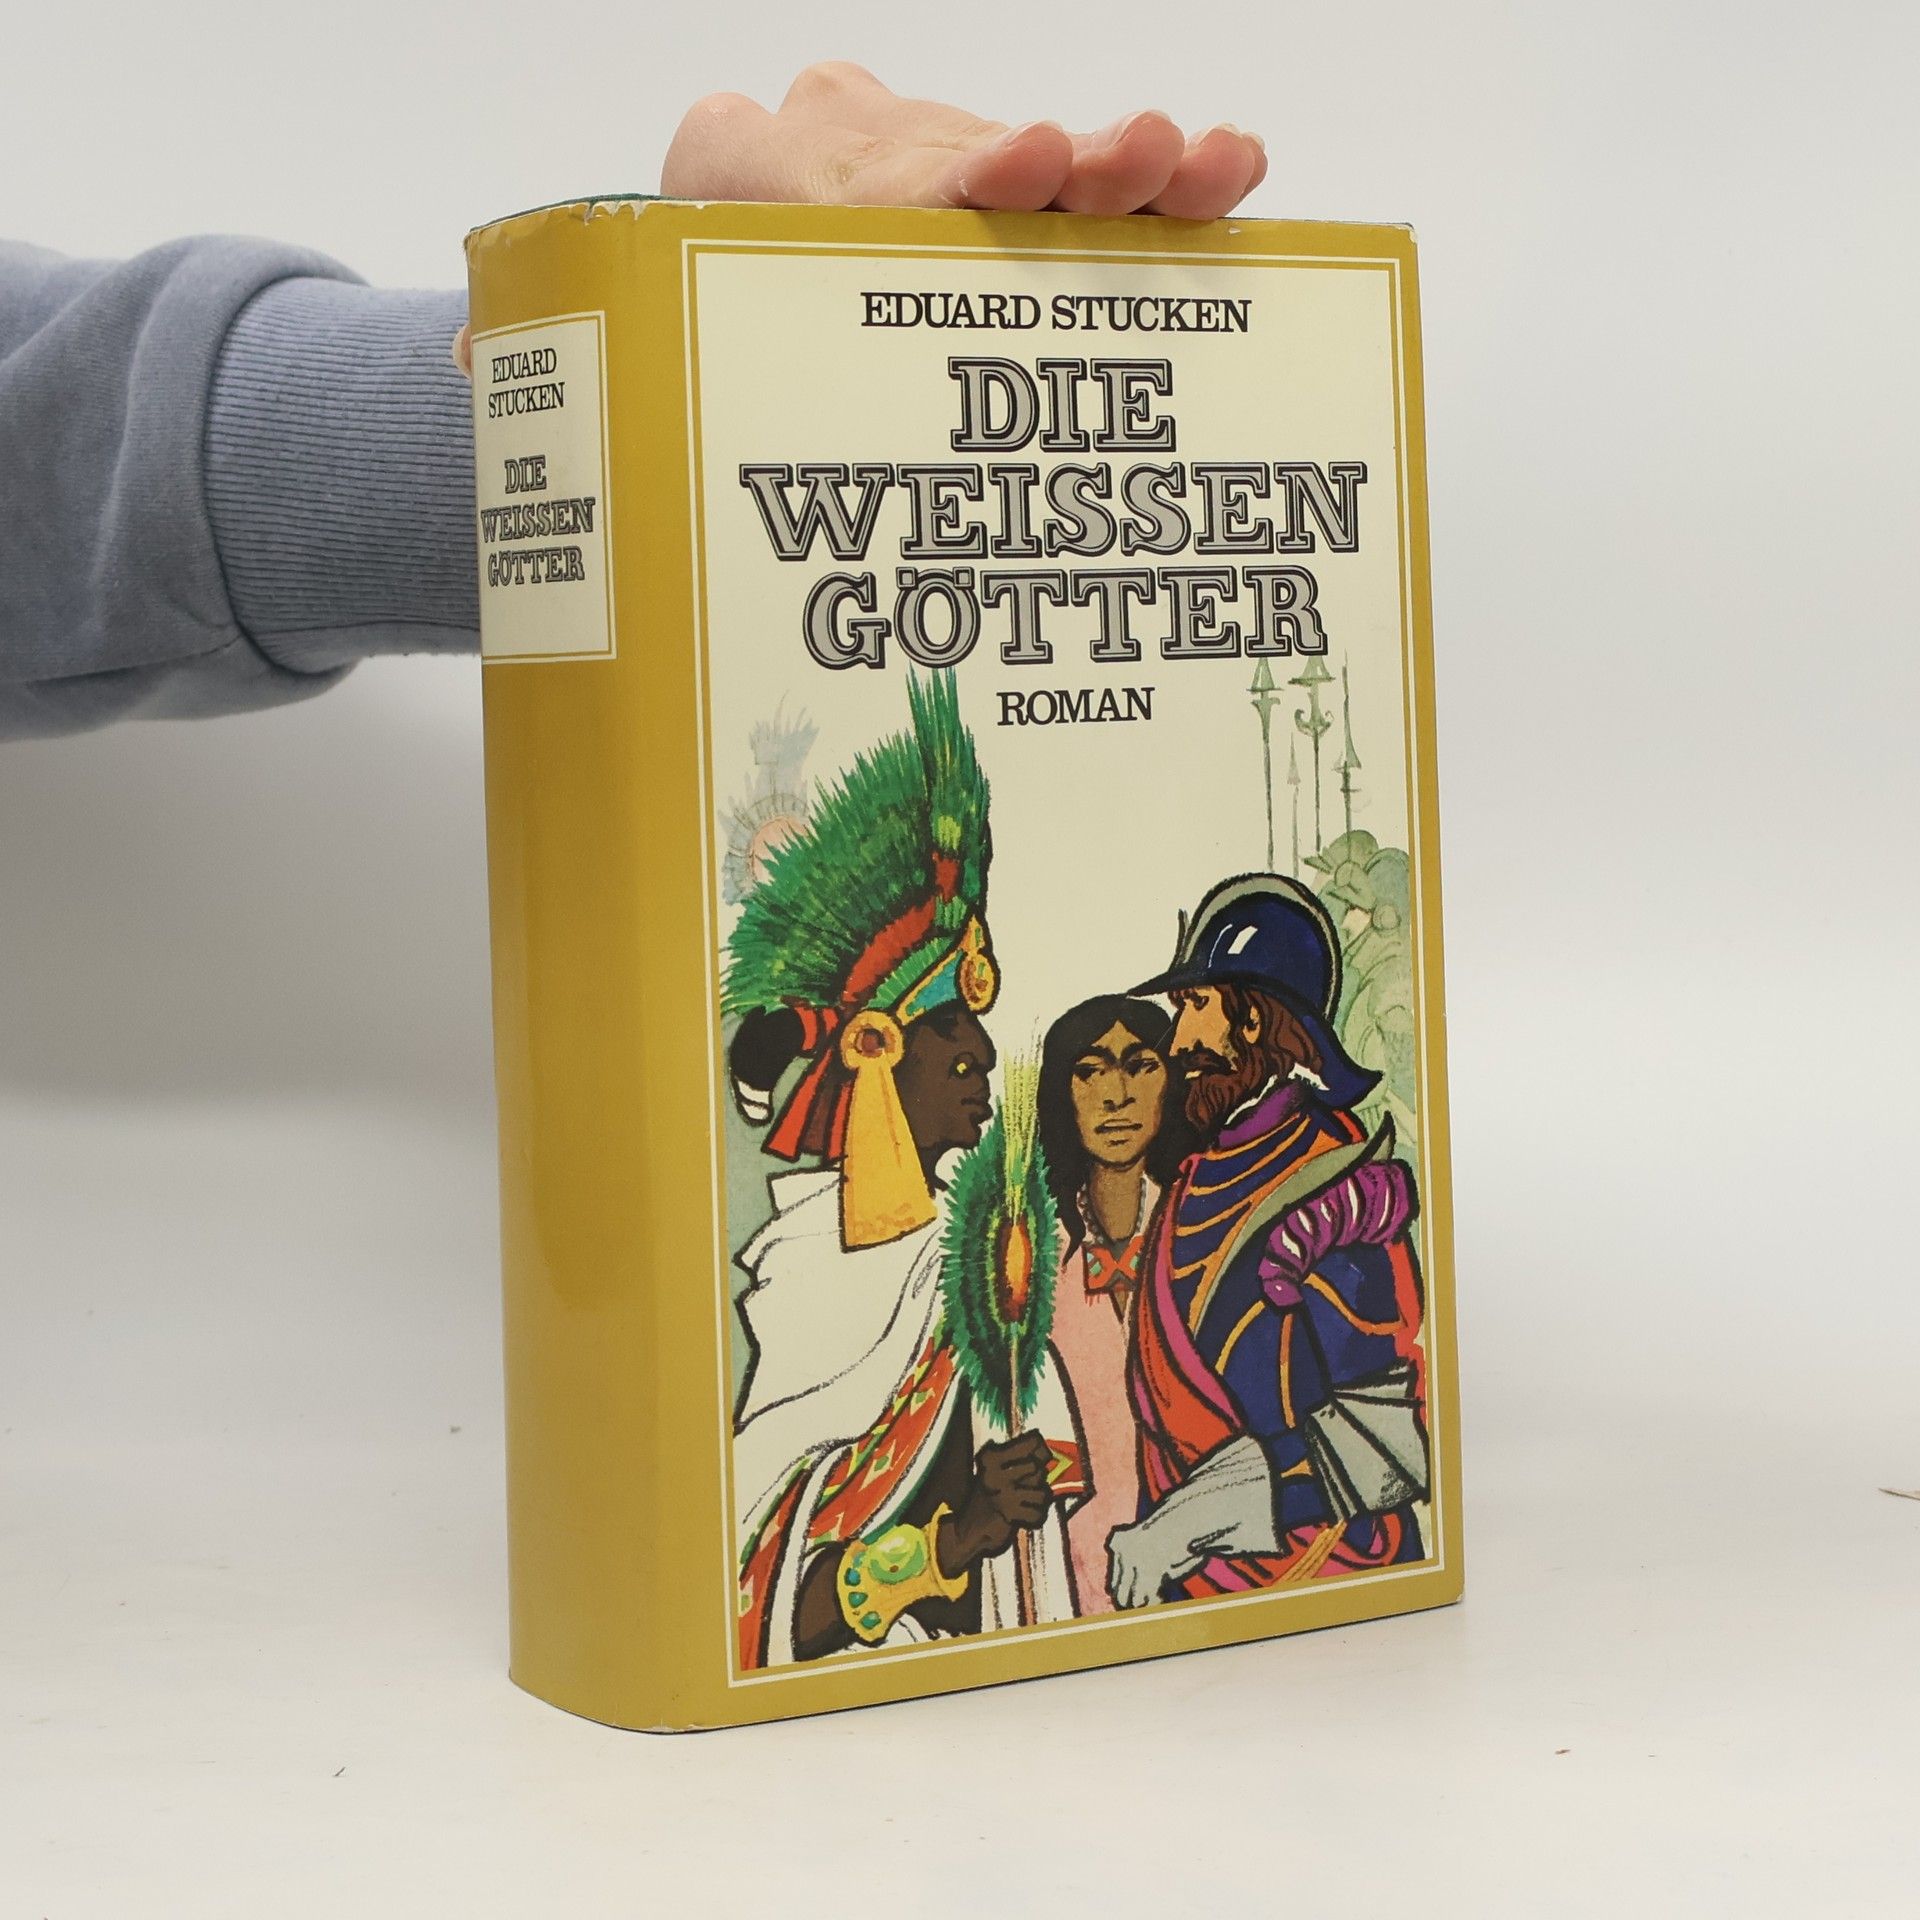 EDUARD STUCKEN
DIE
WEISSEN
GÖTTER
ROMAN
EDUARD
STUCKEN
DIE
WEISSEN
GÖTTER